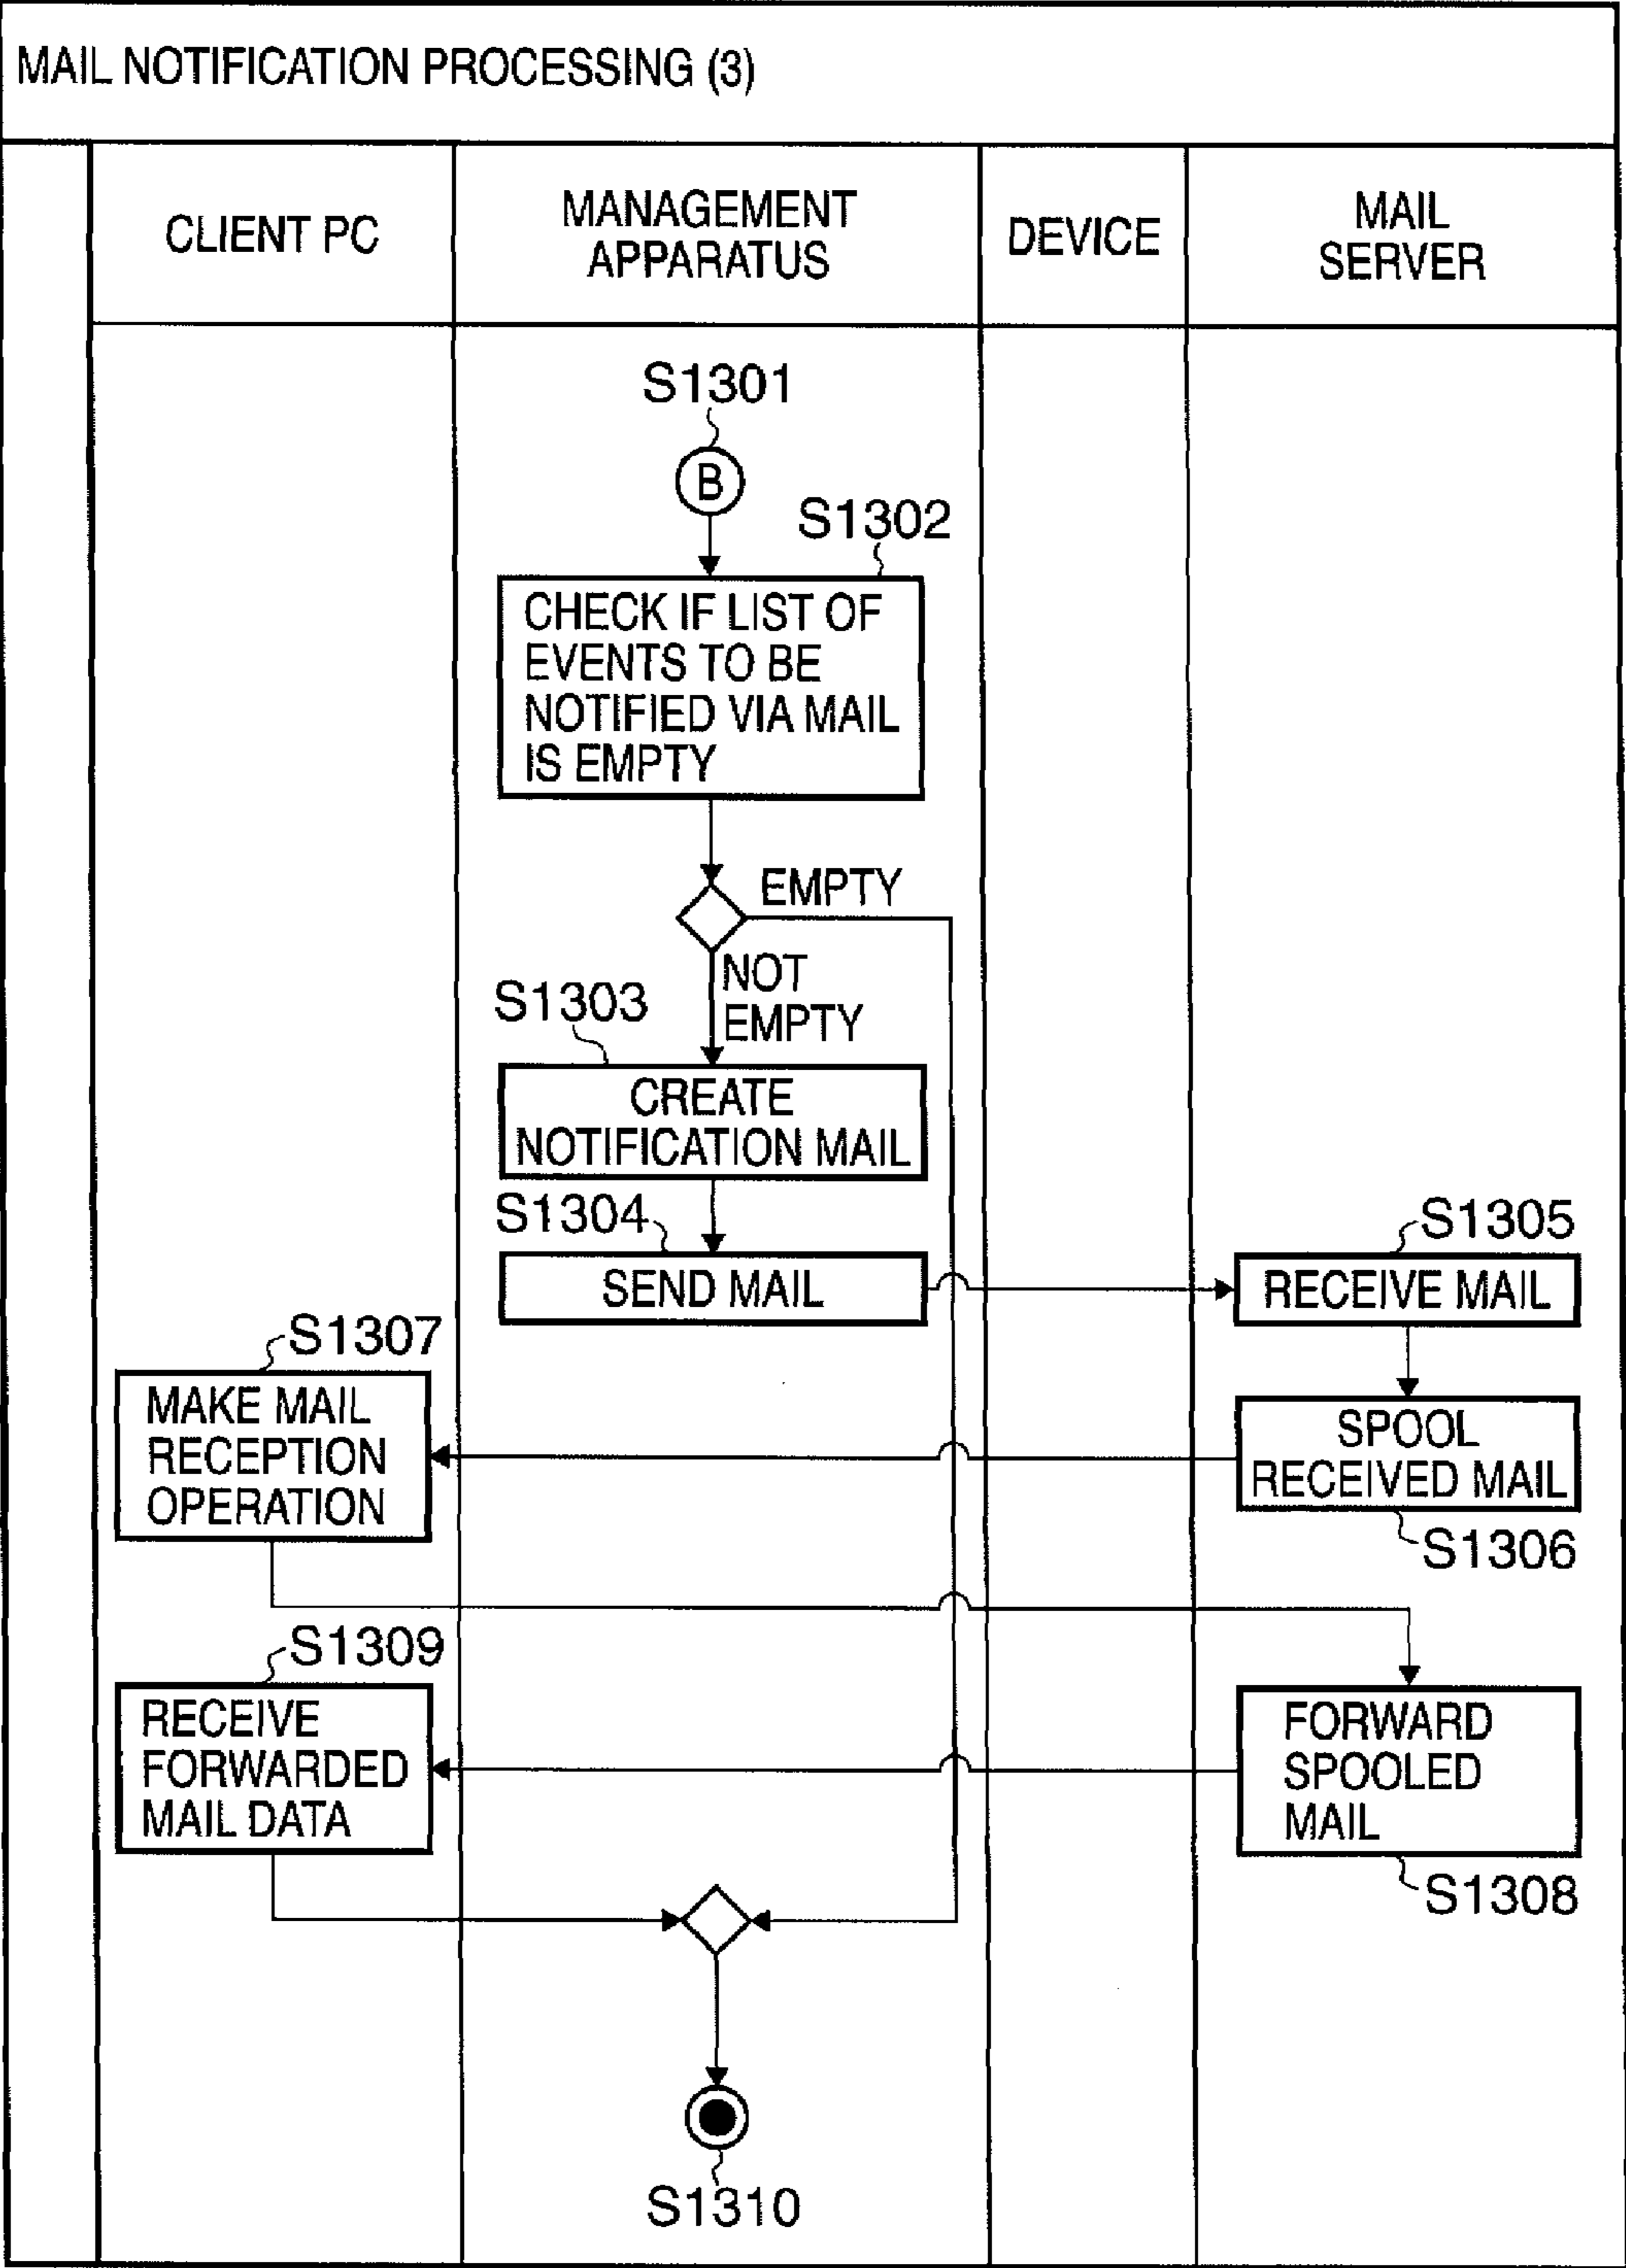 MAIL NOTIFICATION PROCESSING (3)
CLIENT PC
MANAGEMENT
APPARATUS
DEVICE
MAIL
SERVER
S1301
B
S1302
CHECK IF LIST OF
EVENTS TO BE
NOTIFIED VIA MAIL
IS EMPTY
EMPTY
NOT
EMPTY
S1303
CREATE
NOTIFICATION MAIL
S1304
SEND MAIL
S1305
RECEIVE MAIL
S1307
MAKE MAIL
RECEPTION
OPERATION
SPOOL
RECEIVED MAIL
S1306
S1309
RECEIVE
FORWARDED
MAIL DATA
FORWARD
SPOOLED
MAIL
S1308
S1310